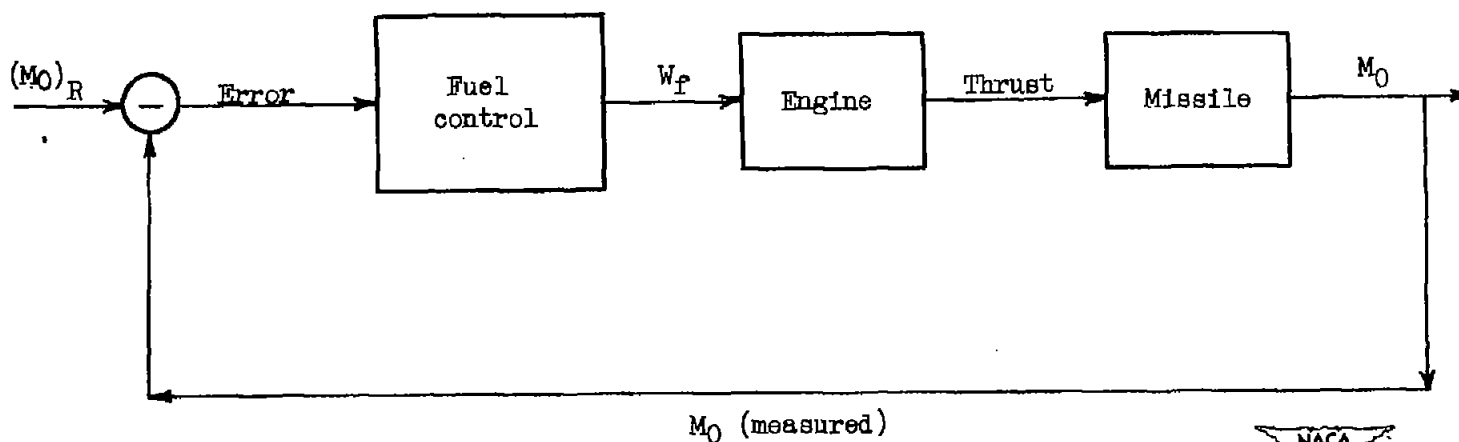 (M0)R
−
Error
Fuel
control
Wf
Engine
Thrust
Missile
M0
M0 (measured)
NACA